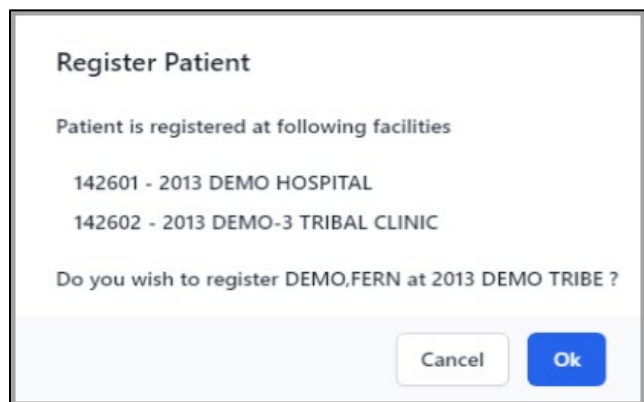 Register Patient
Patient is registered at following facilities
142601 - 2013 DEMO HOSPITAL
142602 - 2013 DEMO-3 TRIBAL CLINIC
Do you wish to register DEMO,FERN at 2013 DEMO TRIBE ?
Cancel Ok